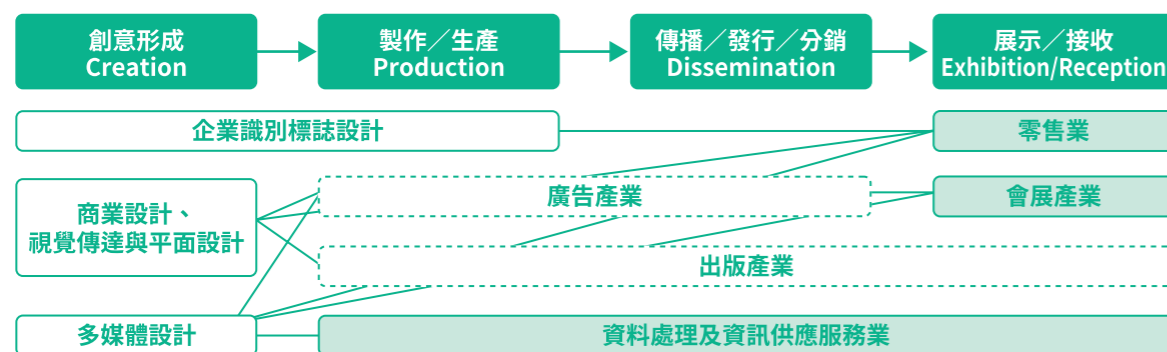 創意形成
Creation
製作／生產
Production
傳播／發行／分銷
Dissemination
展示／接收
Exhibition/Reception
企業識別標誌設計
零售業
商業設計、
視覺傳達與平面設計
廣告產業
會展產業
出版產業
多媒體設計
資料處理及資訊供應服務業